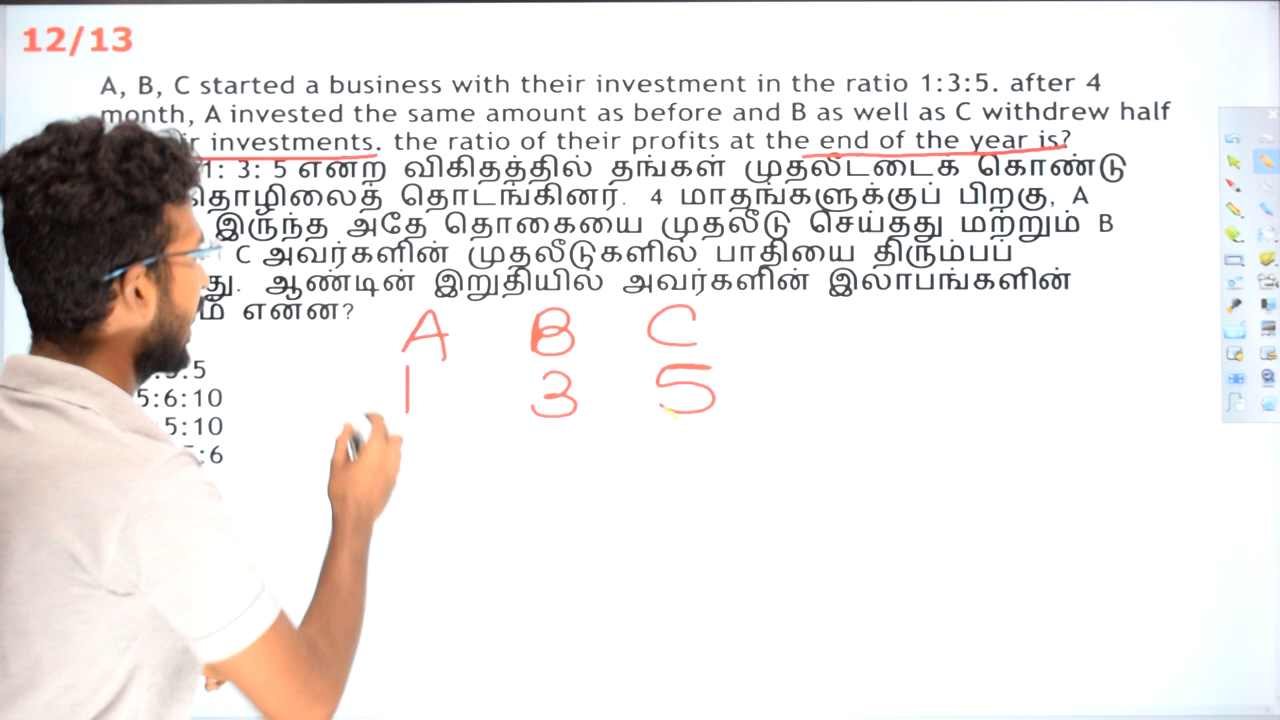 12/13
A, B, C started a business with their investment in the ratio 1:3:5. after 4
month, A invested the same amount as before and B as well as C withdrew half
investments. the ratio of their profits at the end of the year is?
1: 3: 5 என்ற விகிதத்தில் தங்கள் முதலீட்டைக் கொண்டு
தொழிலைத் தொடங்கினர். 4 மாதங்களுக்குப் பிறகு, A
இருந்த அதே தொகையை முதலீடு செய்தது மற்றும் B
C அவர்களின் முதலீடுகளில் பாதியை திரும்பப்
ஆண்டின் இறுதியில் அவர்களின் இலாபங்களின்
என்ன?
A B C
1 3 5
:5
5:6:10
5:10
:6